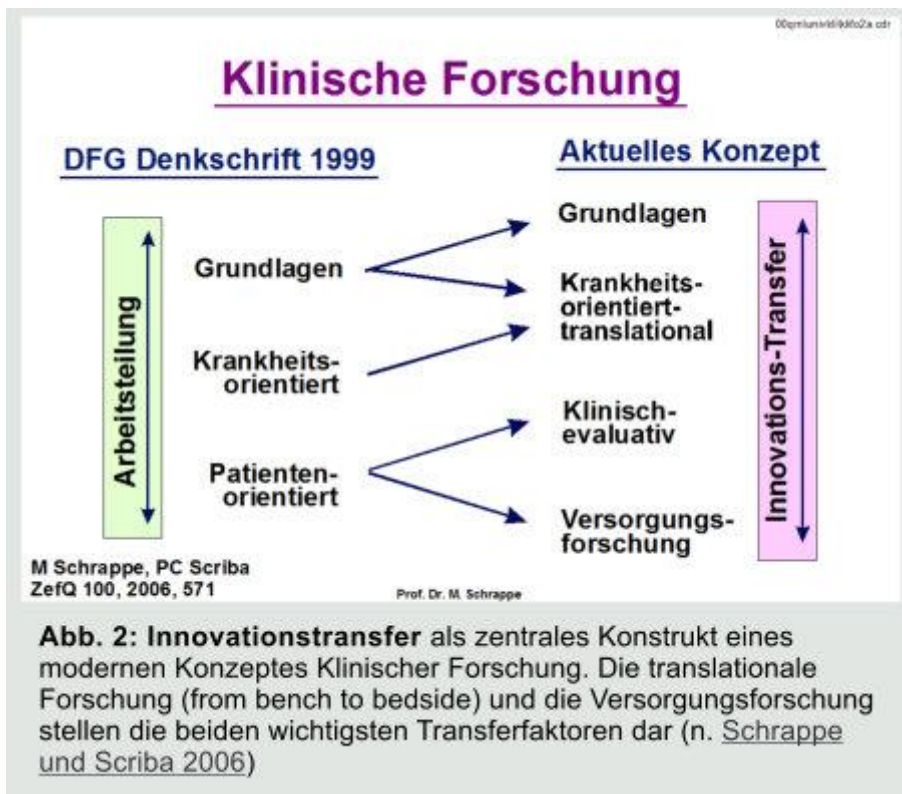 Klinische Forschung
DFG Denkschrift 1999
Aktuelles Konzept
Arbeitsteilung
Grundlagen
Krankheits-
orientiert
Patienten-
orientiert
Grundlagen
Krankheits-
orientiert-
translational
Klinisch-
evaluativ
Versorgungs-
forschung
Innovations-Transfer
M Schrappe, PC Scriba
ZefQ 100, 2006, 571
Prof. Dr. M. Schrappe
Abb. 2: Innovationstransfer als zentrales Konstrukt eines
modernen Konzeptes Klinischer Forschung. Die translationale
Forschung (from bench to bedside) und die Versorgungsforschung
stellen die beiden wichtigsten Transferfaktoren dar (n. Schrappe
und Scriba 2006)